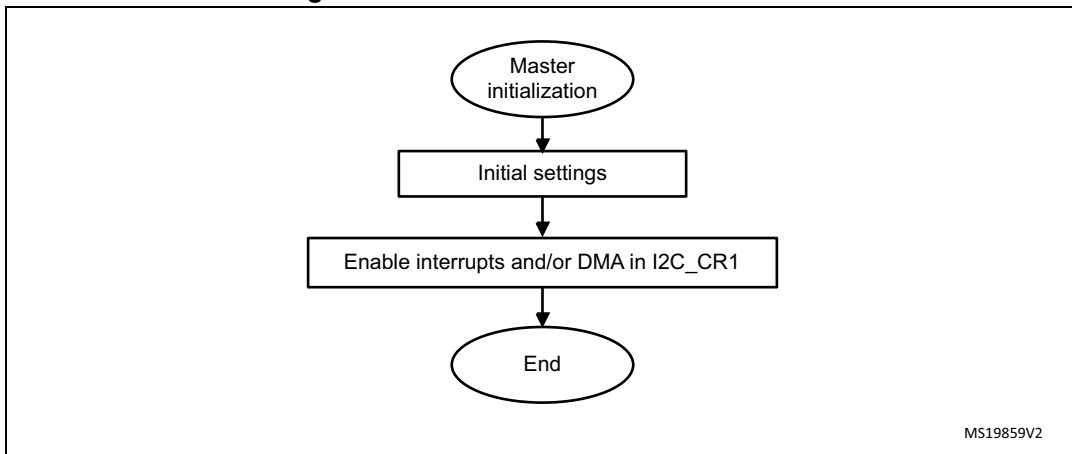 Master
initialization
Initial settings
Enable interrupts and/or DMA in I2C_CR1
End
MS19859V2